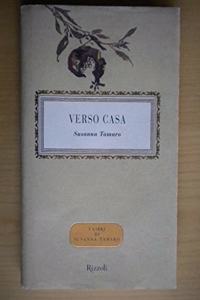 VERSO CASA
Susanna Tamaro
I LIBRI
DI
SUSANNA TAMARO
Rizzoli